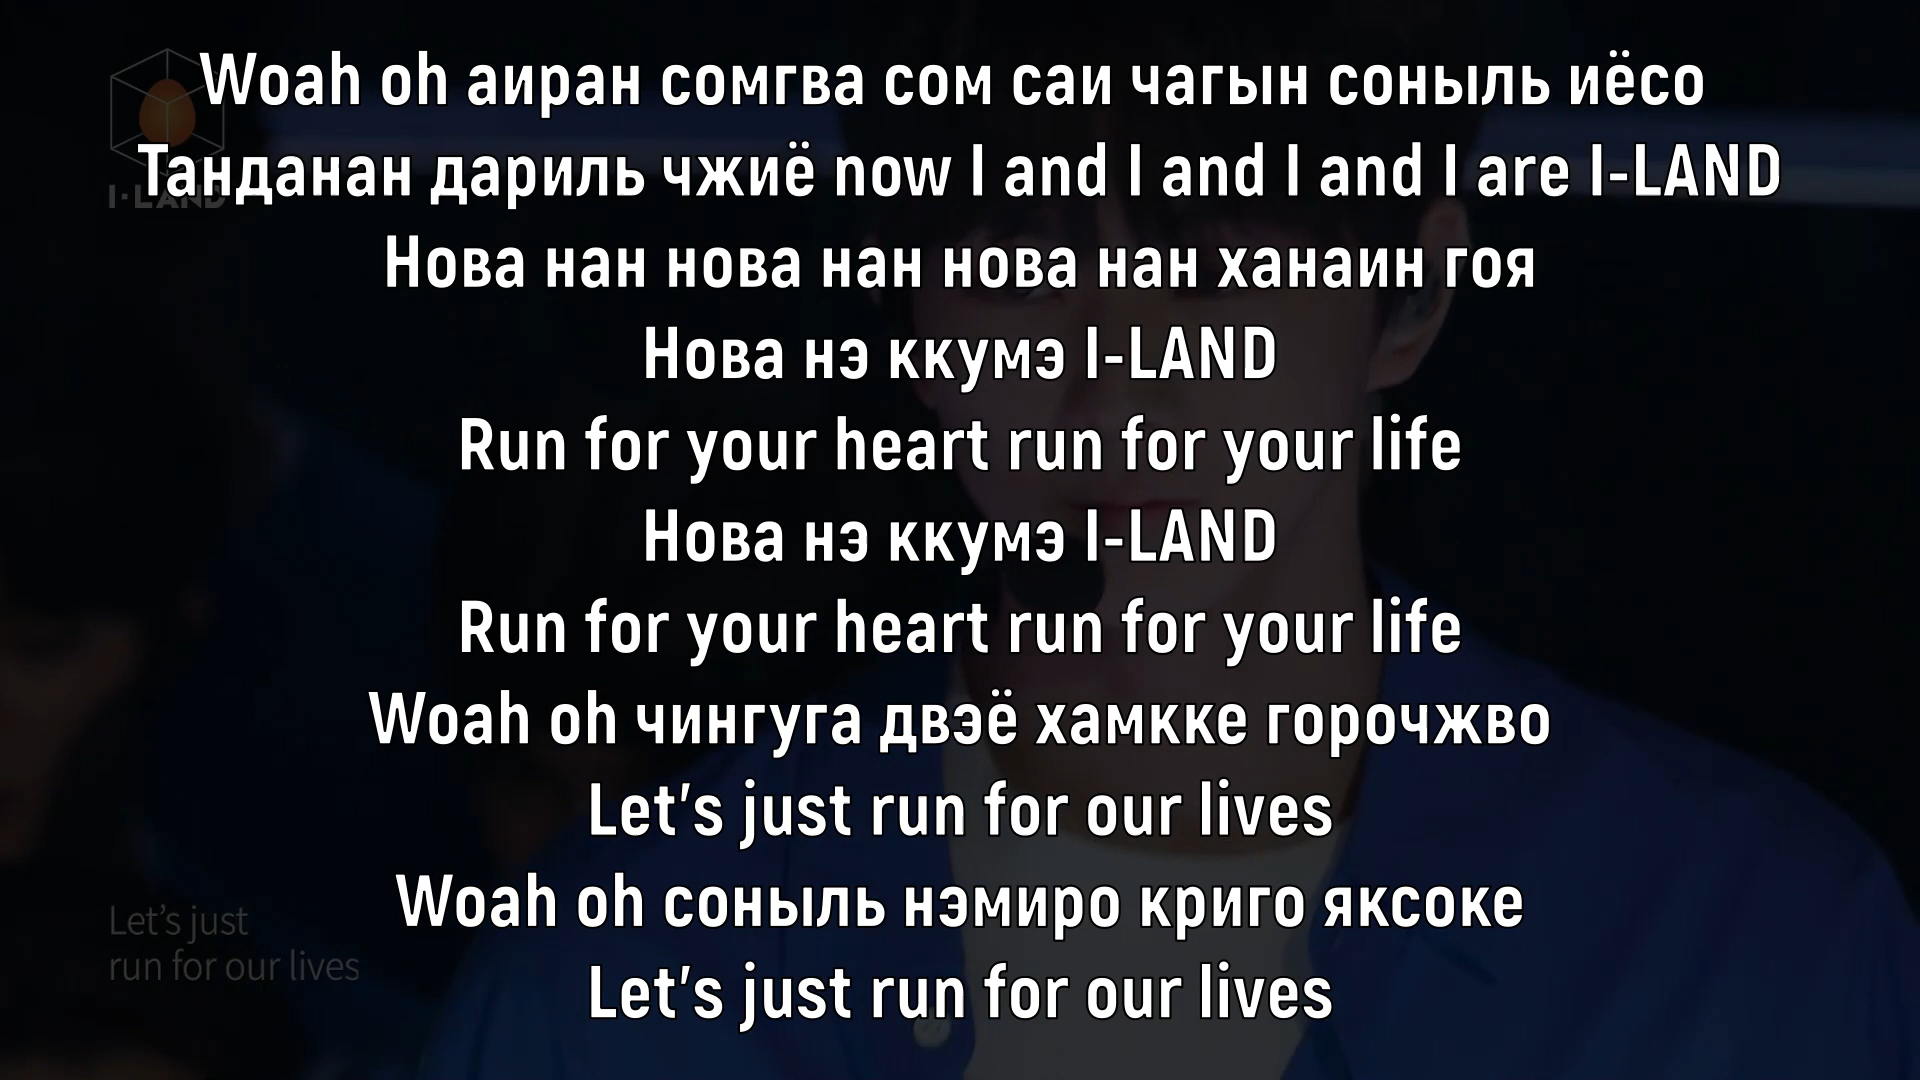 Woah oh аиран сомгва сом саи чагын соныль иёсо
Танданан дариль чжиё now I and I and I and I are I-LAND
I·LAND
Нова нан нова нан нова нан ханаин гоя
Нова нэ ккумэ I-LAND
Run for your heart run for your life
Нова нэ ккумэ I-LAND
Run for your heart run for your life
Woah oh чингуга двэё хамкке горочжво
Let's just run for our lives
Woah oh соныль нэмиро криго яксоке
Let's just run for our lives
Let's just
run for our lives